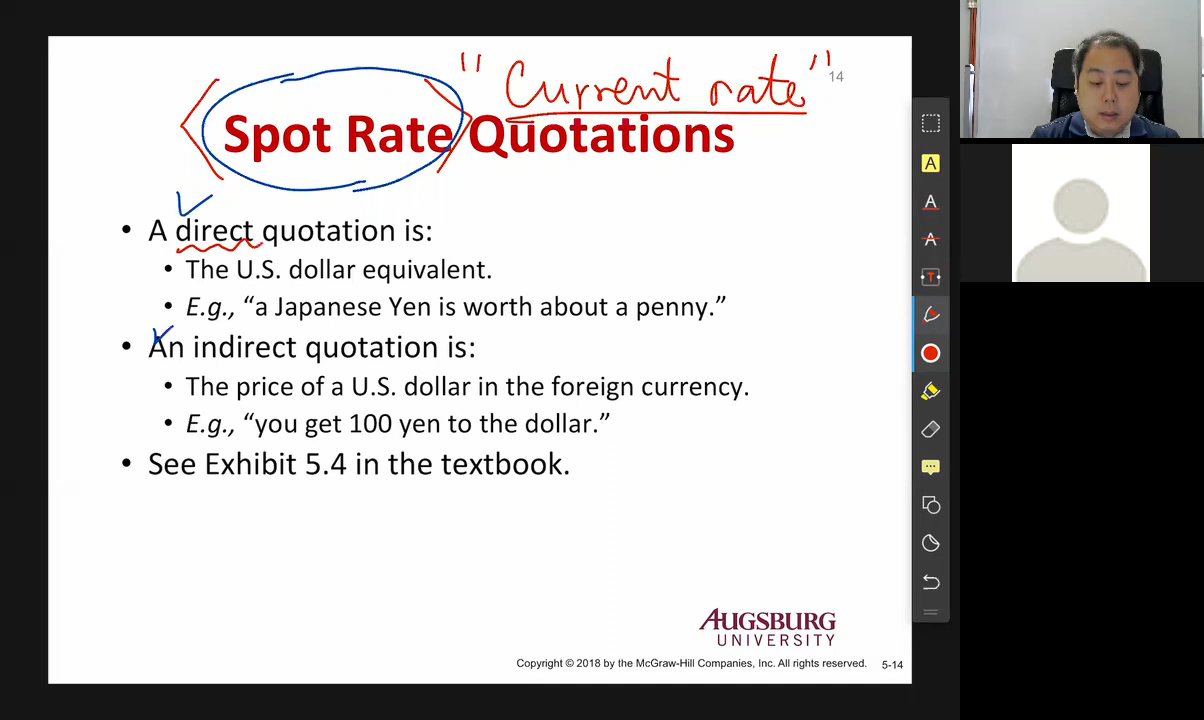 "Current rate"
14
Spot Rate Quotations
• A direct quotation is:
• The U.S. dollar equivalent.
• E.g., “a Japanese Yen is worth about a penny.”
• An indirect quotation is:
• The price of a U.S. dollar in the foreign currency.
• E.g., “you get 100 yen to the dollar.”
• See Exhibit 5.4 in the textbook.
AUGSBURG
UNIVERSITY
Copyright © 2018 by the McGraw-Hill Companies, Inc. All rights reserved.
5-14
A
A
A
T